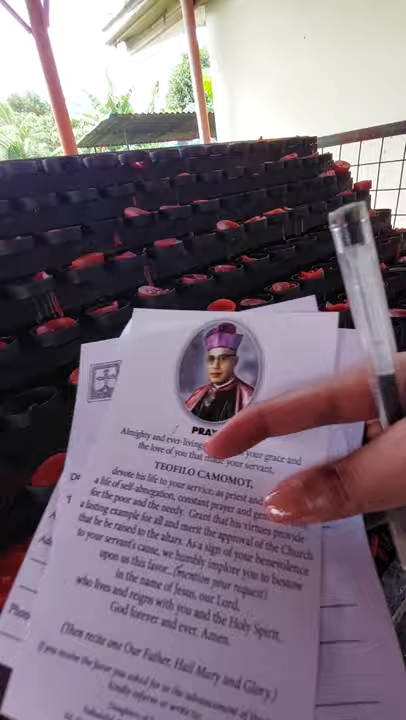 PRA
Almighty and ever-living your grace and
the love of you that made your servant,
TEOFILO CAMOMOT,
devote his life to your service, as priest and
a life of self-abnegation, constant prayer and
for the poor and the needy. Grant that his virtues provide
a lasting example for all and merit the approval of the Church
that he be raised to the altars. As a sign of your benevolence
to your servant's cause, we humbly implore you to bestow
upon us this favor.. (mention your request)
in the name of Jesus, our Lord,
who lives and reigns with you and the Holy Spirit,
God forever and ever. Amen.
(Then recite one Our Father, Hail Mary and Glory.)
If you receive the favor you asked for to the advancement of
kindly inform or write to:
Daughters of